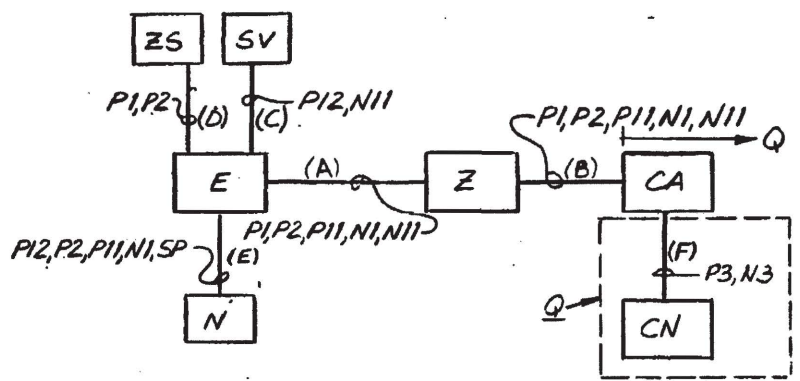 ZS
SV
P1,P2
(D)
(C)
P12,N11
P1,P2,P11,N1,N11
Q
E
(A)
Z
(B)
CA
P1,P2,P11,N1,N11
P12,P2,P11,N1,SP
(E)
(F)
P3,N3
Q
N
CN